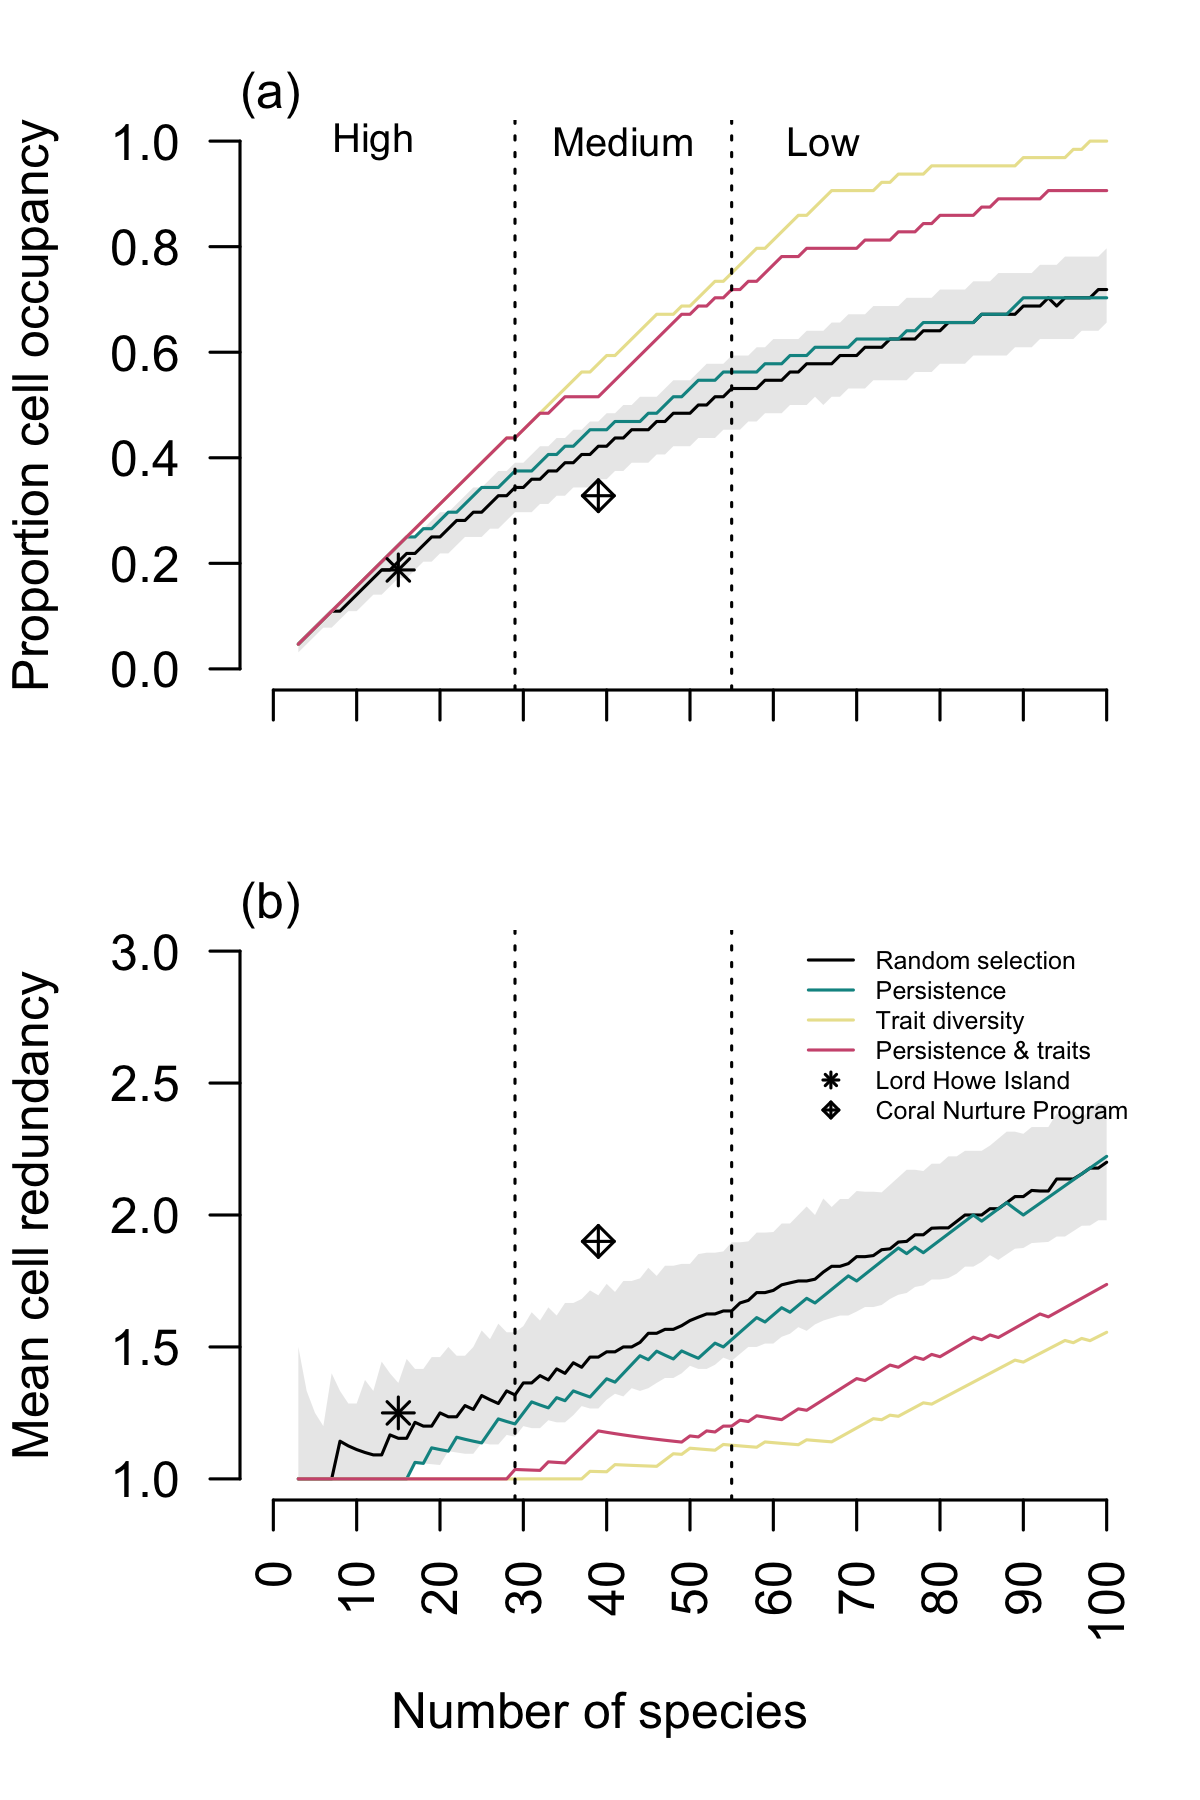 (a)
High Medium Low
Proportion cell occupancy
1.0
0.8
0.6
0.4
0.2
0.0
(b)
Mean cell redundancy
3.0
2.5
2.0
1.5
1.0
Random selection
Persistence
Trait diversity
Persistence & traits
Lord Howe Island
Coral Nurture Program
0 10 20 30 40 50 60 70 80 90 100
Number of species